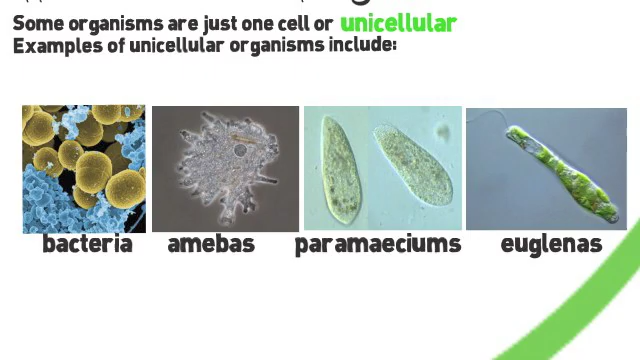 Some organisms are just one cell or unicellular
Examples of unicellular organisms include:
bacteria amebas paramaeciums euglenas